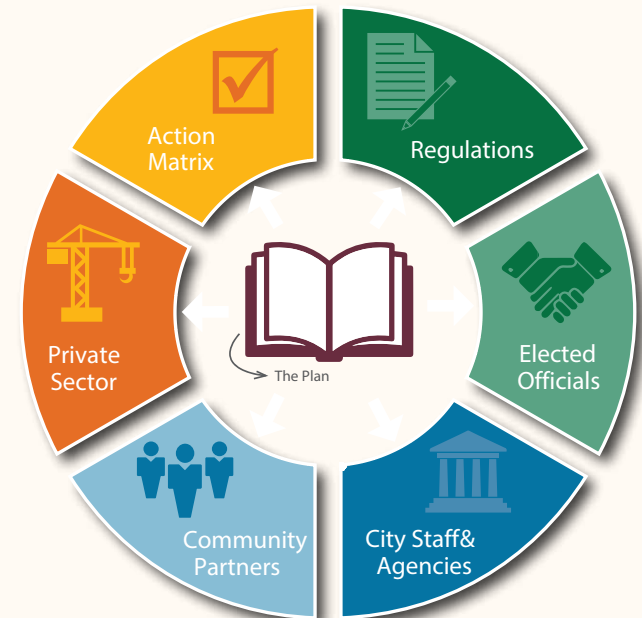 Action
Matrix
Regulations
Private
Sector
The Plan
Elected
Officials
Community
Partners
City Staff&
Agencies